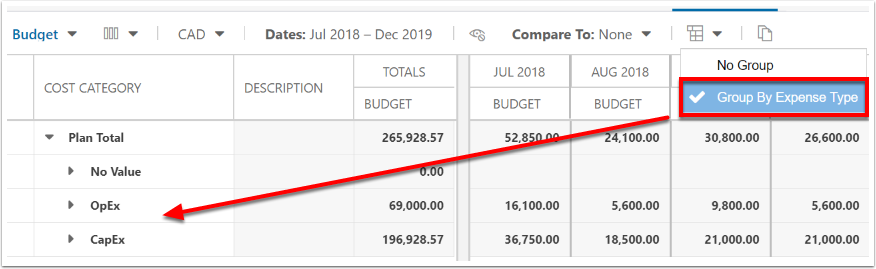 Budget CAD Dates: Jul 2018 – Dec 2019 Compare To: None
No Group
Group By Expense Type
COST CATEGORY DESCRIPTION TOTALS JUL 2018 AUG 2018
BUDGET BUDGET BUDGET
Plan Total 265,928.57 52,850.00 24,100.00 30,800.00 26,600.00
No Value 0.00
OpEx 69,000.00 16,100.00 5,600.00 9,800.00 5,600.00
CapEx 196,928.57 36,750.00 18,500.00 21,000.00 21,000.00